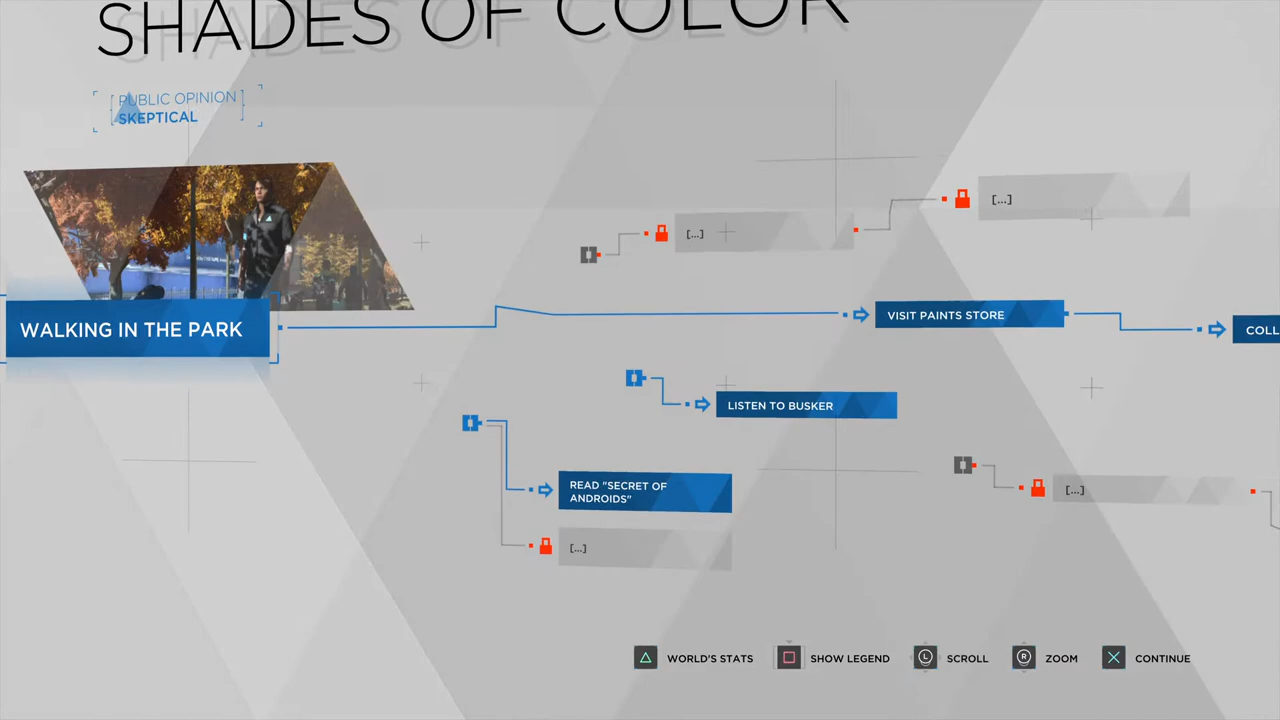 SHADES OF COLOR
PUBLIC OPINION
SKEPTICAL
[...]
[...]
WALKING IN THE PARK
VISIT PAINTS STORE
COLL
LISTEN TO BUSKER
READ "SECRET OF
ANDROIDS"
[...]
[...]
WORLD'S STATS
SHOW LEGEND
L
SCROLL
R
ZOOM
CONTINUE